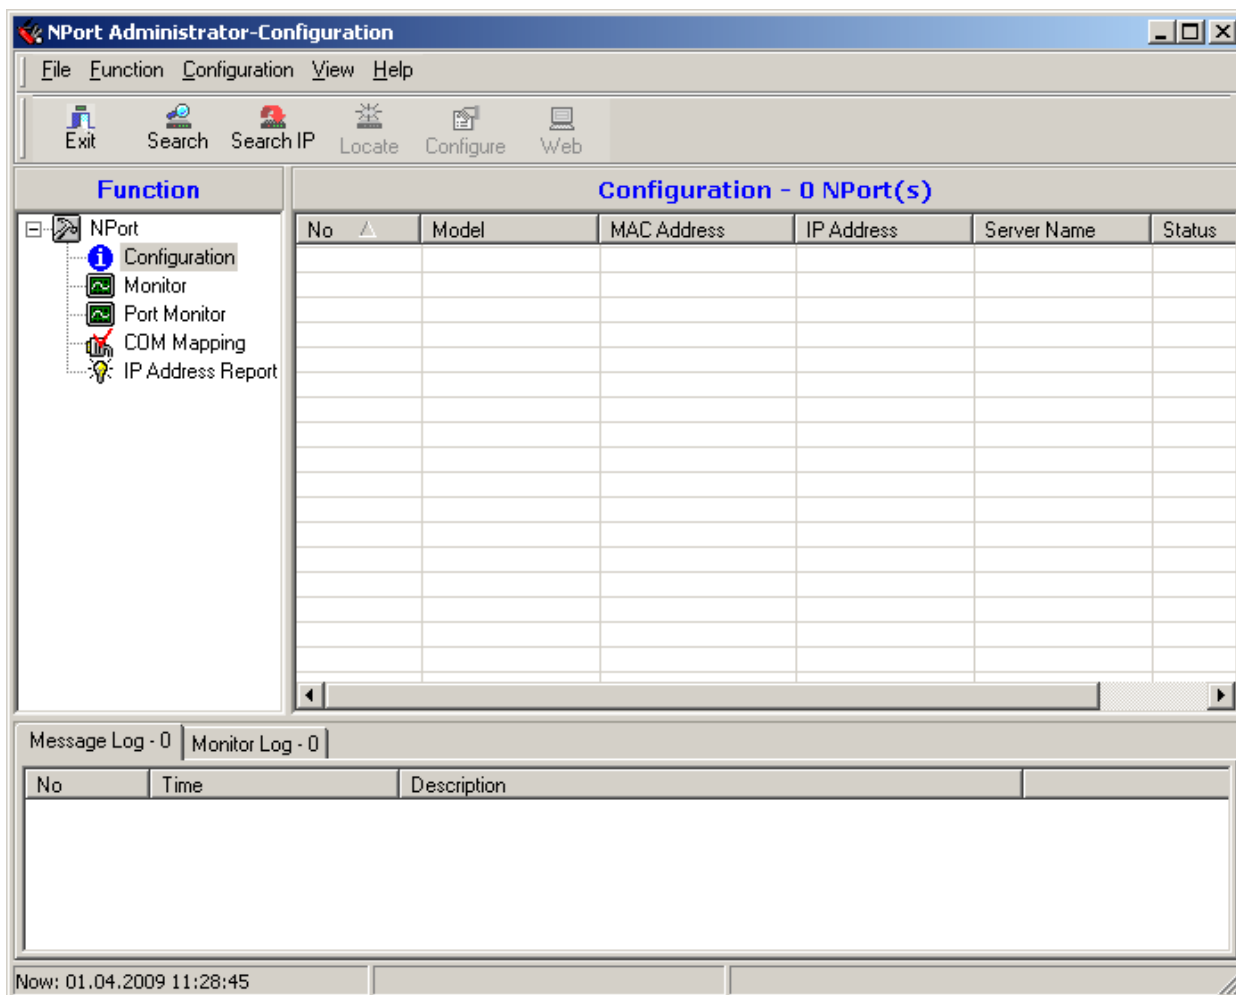 NPort Administrator-Configuration
File Function Configuration View Help
Exit Search Search IP Locate Configure Web
Function
Configuration - 0 NPort(s)
NPort
Configuration
Monitor
Port Monitor
COM Mapping
IP Address Report
No Model MAC Address IP Address Server Name Status
Message Log - 0 Monitor Log - 0
No Time Description
Now: 01.04.2009 11:28:45